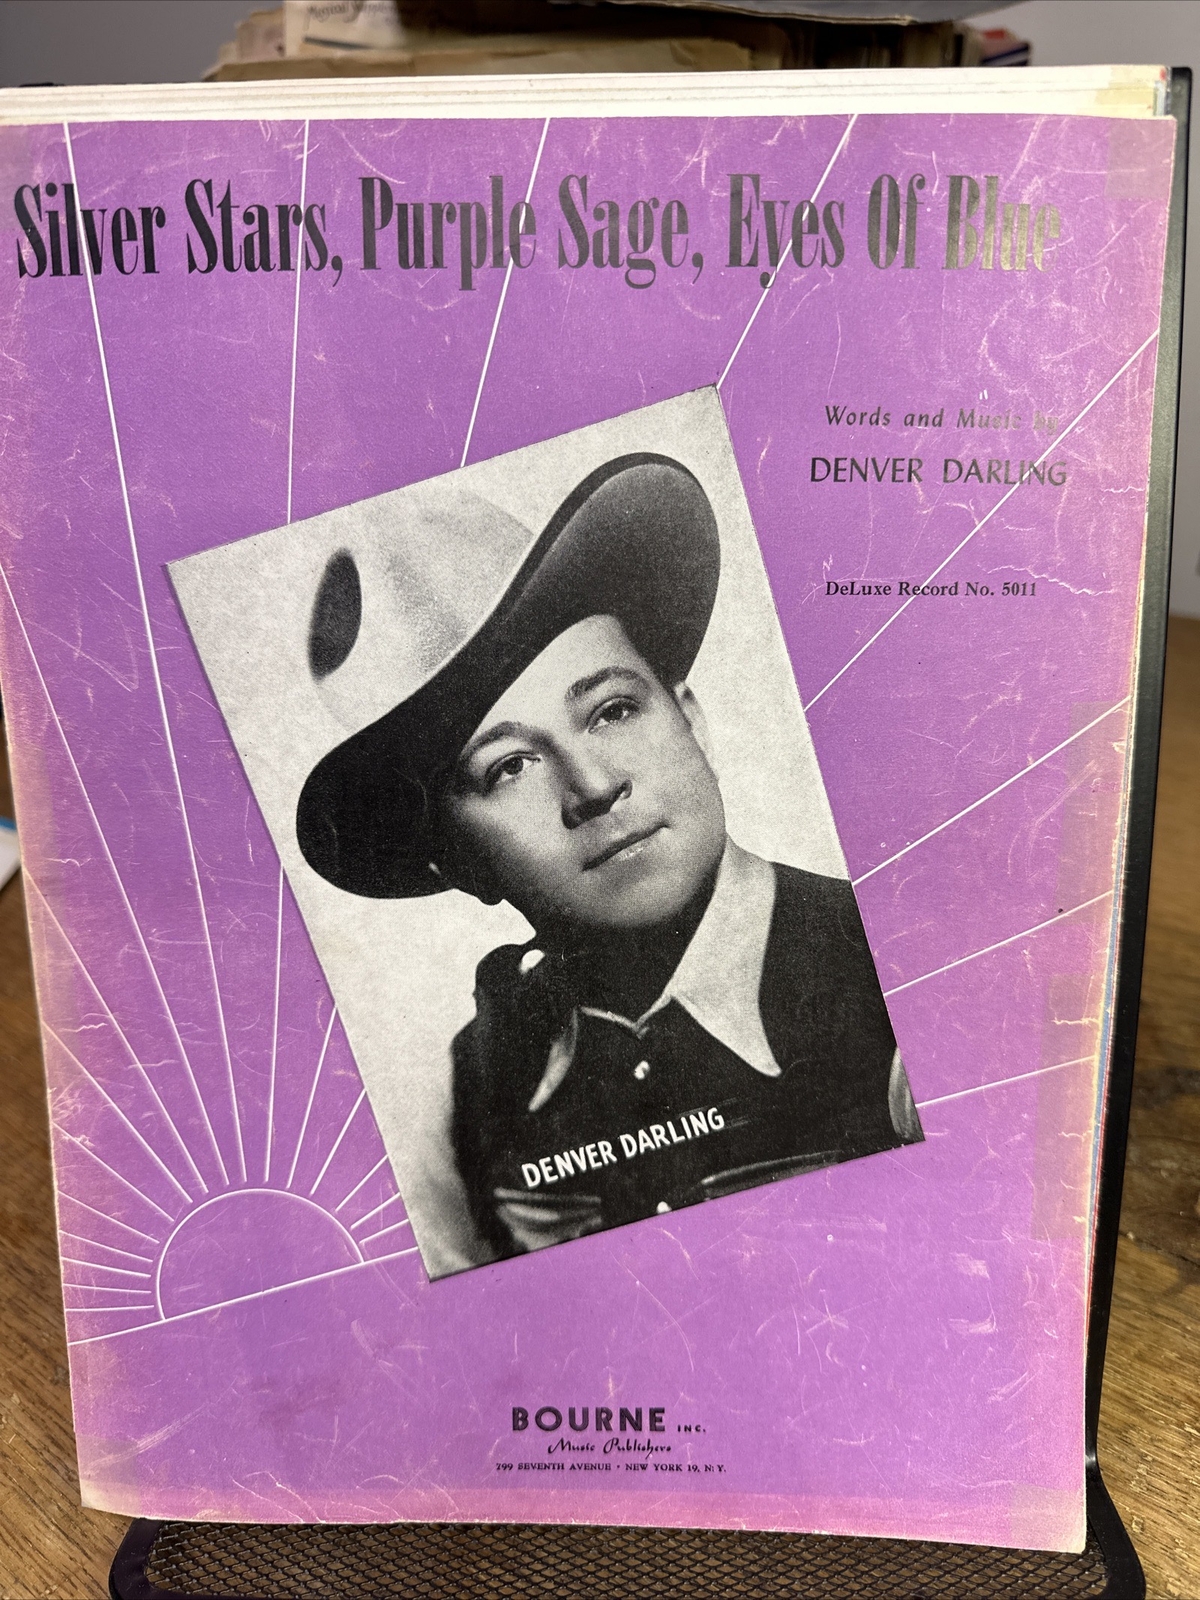 Silver Stars, Purple Sage, Eyes Of Blue
Words and Music by
DENVER DARLING
DeLuxe Record No. 5011
DENVER DARLING
BOURNE INC.
Music Publishers
799 SEVENTH AVENUE • NEW YORK 19, N. Y.